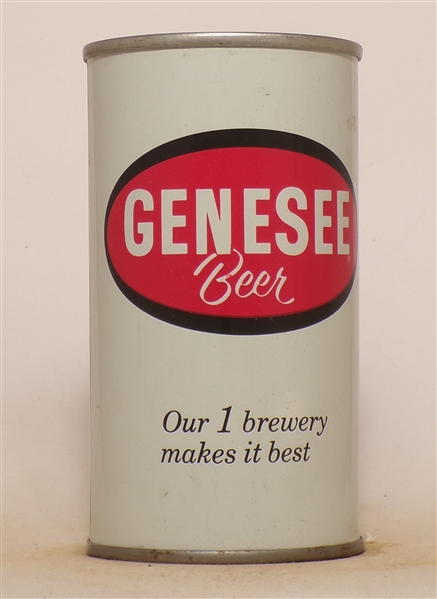 GENESEE
Beer
Our 1 brewery
makes it best